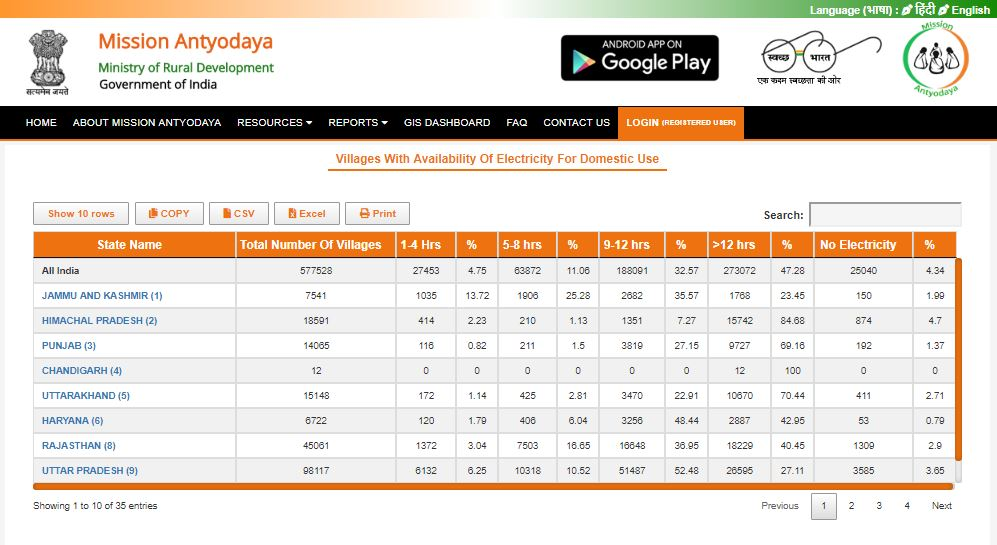 Language (भाषा) : हिंदी English
सत्यमेव जयते
Mission Antyodaya
Ministry of Rural Development
Government of India
ANDROID APP ON
Google Play
स्वच्छ भारत
एक कदम स्वच्छता की ओर
Mission
Antyodaya
HOME ABOUT MISSION ANTYODAYA RESOURCES REPORTS GIS DASHBOARD FAQ CONTACT US LOGIN (REGISTERED USER)
Villages With Availability Of Electricity For Domestic Use
Show 10 rows COPY CSV Excel Print Search:
State Name Total Number Of Villages 1-4 Hrs % 5-8 hrs % 9-12 hrs % >12 hrs % No Electricity %
All India 577528 27453 4.75 63872 11.06 188091 32.57 273072 47.28 25040 4.34
JAMMU AND KASHMIR (1) 7541 1035 13.72 1906 25.28 2682 35.57 1768 23.45 150 1.99
HIMACHAL PRADESH (2) 18591 414 2.23 210 1.13 1351 7.27 15742 84.68 874 4.7
PUNJAB (3) 14065 116 0.82 211 1.5 3819 27.15 9727 69.16 192 1.37
CHANDIGARH (4) 12 0 0 0 0 0 0 12 100 0 0
UTTARAKHAND (5) 15148 172 1.14 425 2.81 3470 22.91 10670 70.44 411 2.71
HARYANA (6) 6722 120 1.79 406 6.04 3256 48.44 2887 42.95 53 0.79
RAJASTHAN (8) 45061 1372 3.04 7503 16.65 16648 36.95 18229 40.45 1309 2.9
UTTAR PRADESH (9) 98117 6132 6.25 10318 10.52 51487 52.48 26595 27.11 3585 3.65
Showing 1 to 10 of 35 entries Previous 1 2 3 4 Next